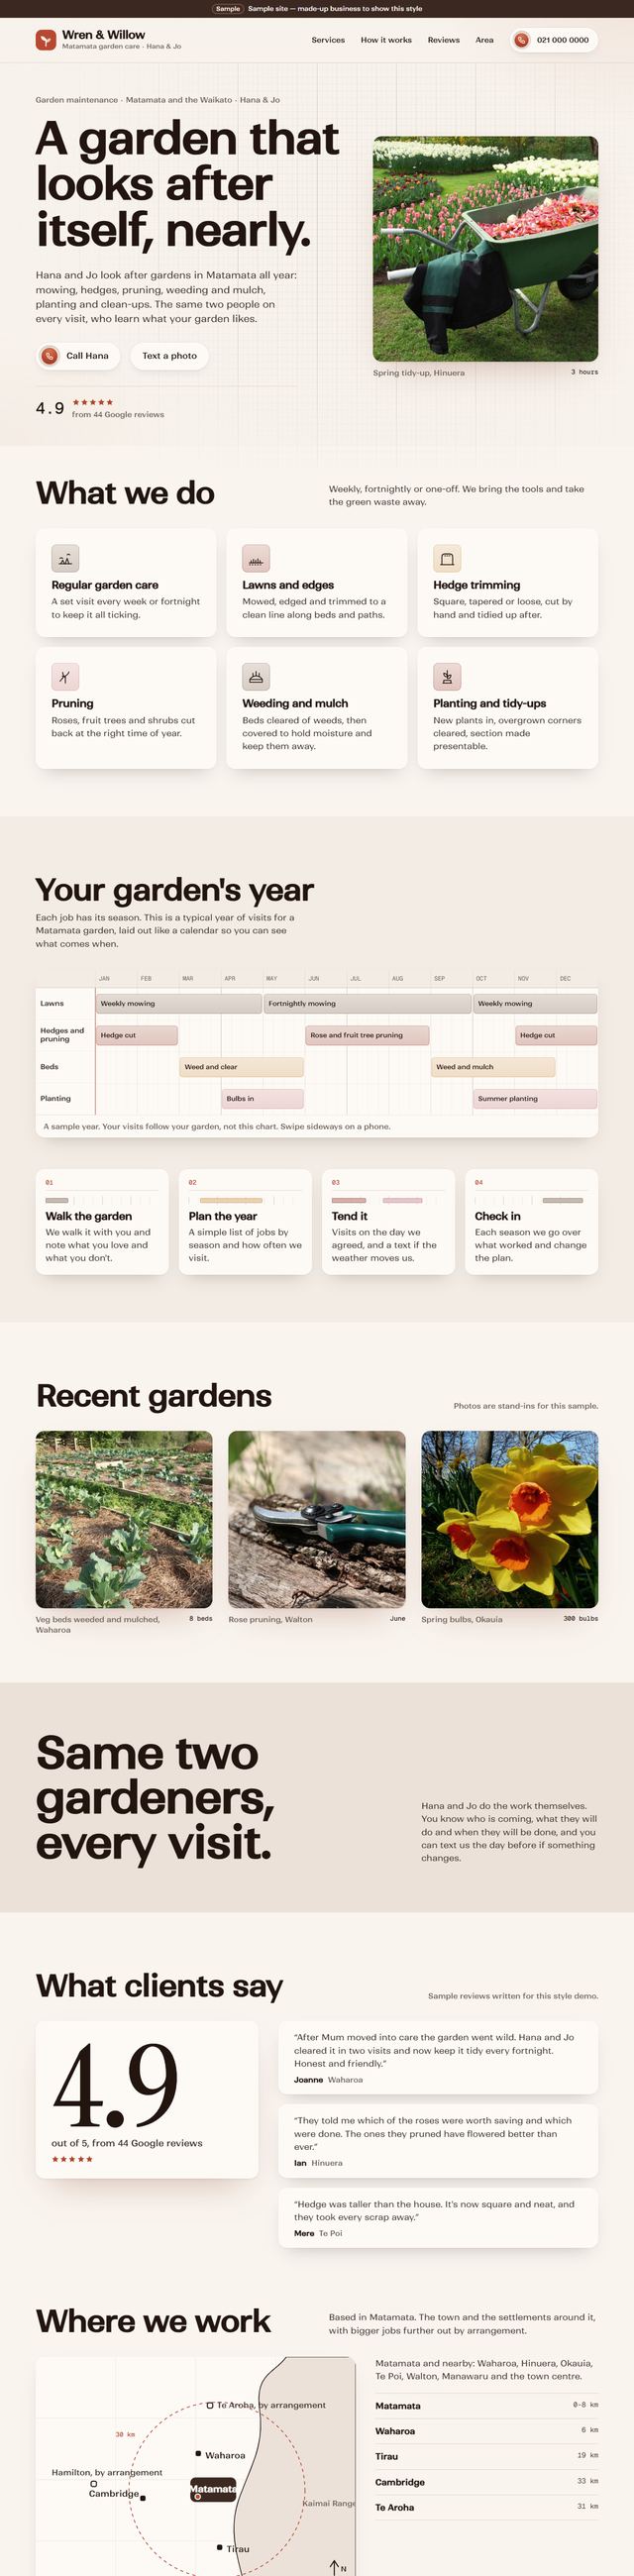 Sample Sample site — made-up business to show this style
Wren & Willow
Matamata garden care · Hana & Jo
Services How it works Reviews Area 021 000 0000
Garden maintenance · Matamata and the Waikato · Hana & Jo
A garden that
looks after
itself, nearly.
Hana and Jo look after gardens in Matamata all year:
mowing, hedges, pruning, weeding and mulch,
planting and clean-ups. The same two people on
every visit, who learn what your garden likes.
Call Hana Text a photo
Spring tidy-up, Hinuera 3 hours
4.9
from 44 Google reviews
What we do
Weekly, fortnightly or one-off. We bring the tools and take
the green waste away.
Regular garden care
A set visit every week or fortnight
to keep it all ticking.
Lawns and edges
Mowed, edged and trimmed to a
clean line along beds and paths.
Hedge trimming
Square, tapered or loose, cut by
hand and tidied up after.
Pruning
Roses, fruit trees and shrubs cut
back at the right time of year.
Weeding and mulch
Beds cleared of weeds, then
covered to hold moisture and
keep them away.
Planting and tidy-ups
New plants in, overgrown corners
cleared, section made
presentable.
Your garden's year
Each job has its season. This is a typical year of visits for a
Matamata garden, laid out like a calendar so you can see
what comes when.
JAN FEB MAR APR MAY JUN JUL AUG SEP OCT NOV DEC
Lawns Weekly mowing Fortnightly mowing Weekly mowing
Hedges and
pruning
Hedge cut Rose and fruit tree pruning Hedge cut
Beds Weed and clear Weed and mulch
Planting Bulbs in Summer planting
A sample year. Your visits follow your garden, not this chart. Swipe sideways on a phone.
01
Walk the garden
We walk it with you and
note what you love and
what you don't.
02
Plan the year
A simple list of jobs by
season and how often we
visit.
03
Tend it
Visits on the day we
agreed, and a text if the
weather moves us.
04
Check in
Each season we go over
what worked and change
the plan.
Recent gardens
Photos are stand-ins for this sample.
Veg beds weeded and mulched,
Waharoa
8 beds
Rose pruning, Walton June
Spring bulbs, Okauia 300 bulbs
Same two
gardeners,
every visit.
Hana and Jo do the work themselves.
You know who is coming, what they will
do and when they will be done, and you
can text us the day before if something
changes.
What clients say
Sample reviews written for this style demo.
4.9
out of 5, from 44 Google reviews
“After Mum moved into care the garden went wild. Hana and Jo
cleared it in two visits and now keep it tidy every fortnight.
Honest and friendly.”
Joanne Waharoa
“They told me which of the roses were worth saving and which
were done. The ones they pruned have flowered better than
ever.”
Ian Hinuera
“Hedge was taller than the house. It's now square and neat, and
they took every scrap away.”
Mere Te Poi
Where we work
Based in Matamata. The town and the settlements around it,
with bigger jobs further out by arrangement.
Te Aroha, by arrangement
30 km
Waharoa
Hamilton, by arrangement
Cambridge
Matamata
Kaimai Range
Tirau
N
Matamata and nearby: Waharoa, Hinuera, Okauia,
Te Poi, Walton, Manawaru and the town centre.
Matamata 0–8 km
Waharoa 6 km
Tirau 19 km
Cambridge 33 km
Te Aroha 31 km